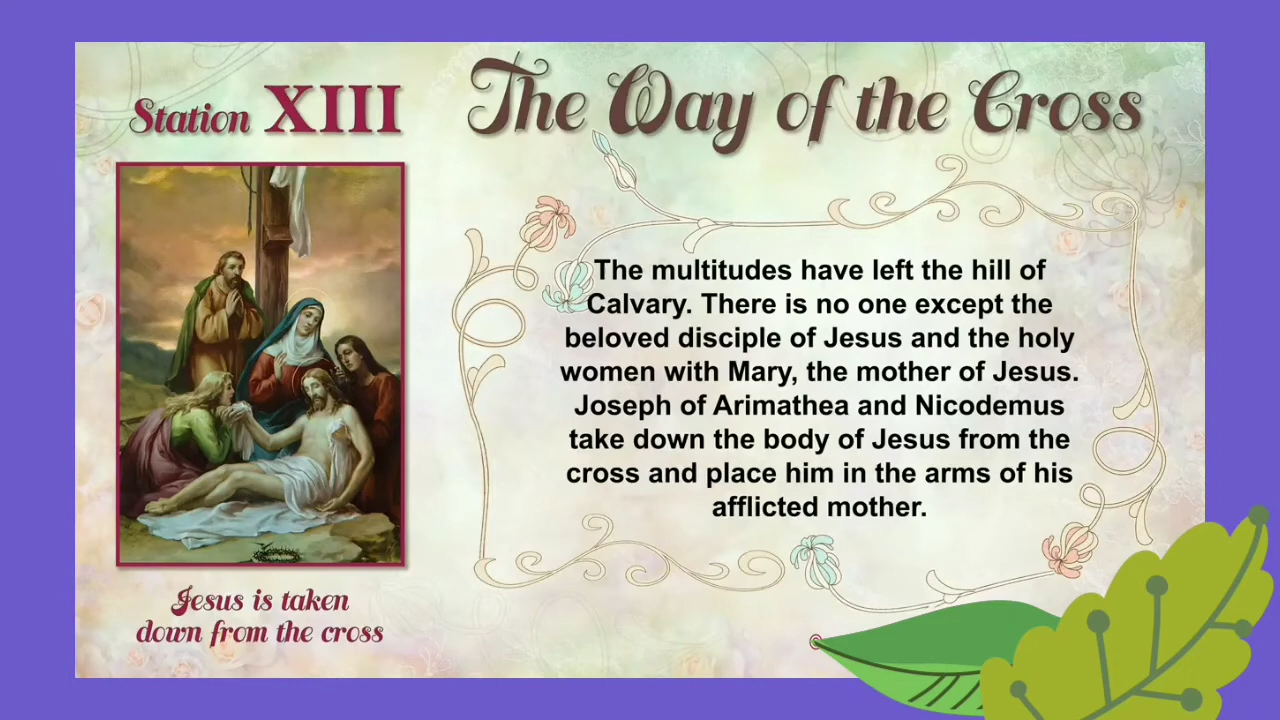 Station XIII
The Way of the Cross
The multitudes have left the hill of
Calvary. There is no one except the
beloved disciple of Jesus and the holy
women with Mary, the mother of Jesus.
Joseph of Arimathea and Nicodemus
take down the body of Jesus from the
cross and place him in the arms of his
afflicted mother.
Jesus is taken
down from the cross